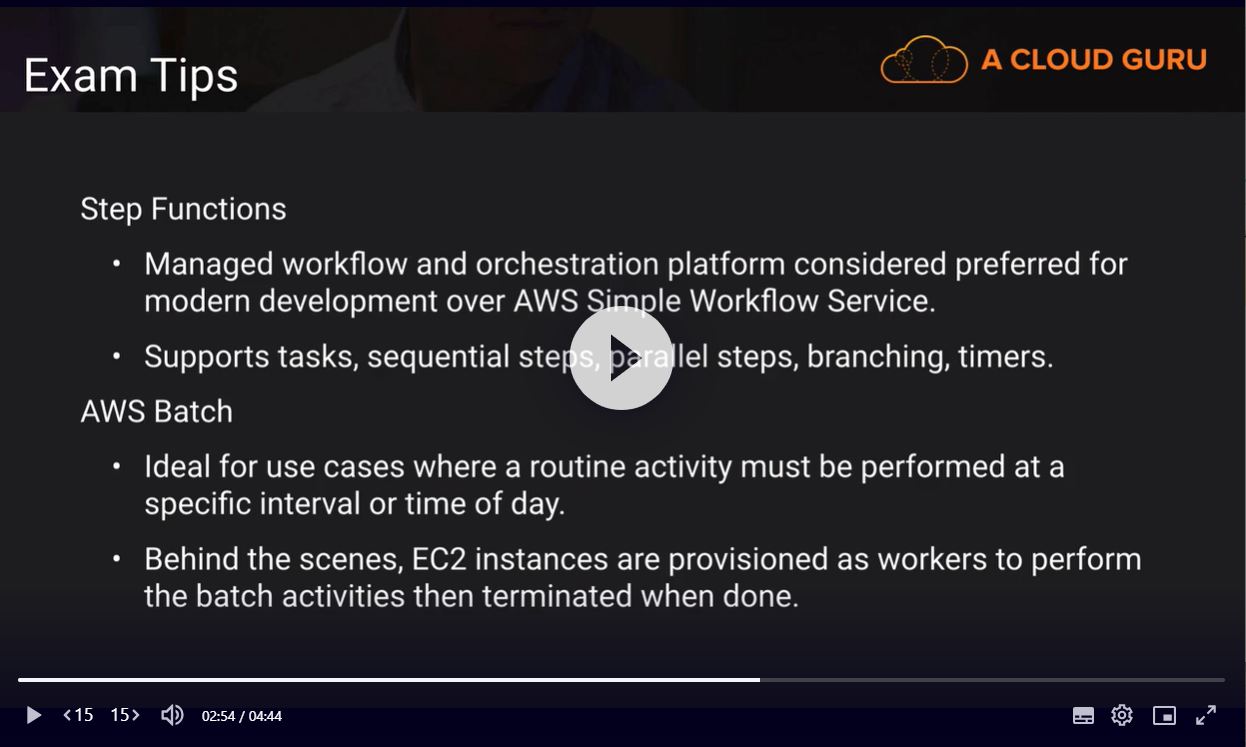 Exam Tips
A CLOUD GURU
Step Functions
• Managed workflow and orchestration platform considered preferred for
modern development over AWS Simple Workflow Service.
• Supports tasks, sequential steps, parallel steps, branching, timers.
AWS Batch
• Ideal for use cases where a routine activity must be performed at a
specific interval or time of day.
• Behind the scenes, EC2 instances are provisioned as workers to perform
the batch activities then terminated when done.
<15 15> 02:54 / 04:44